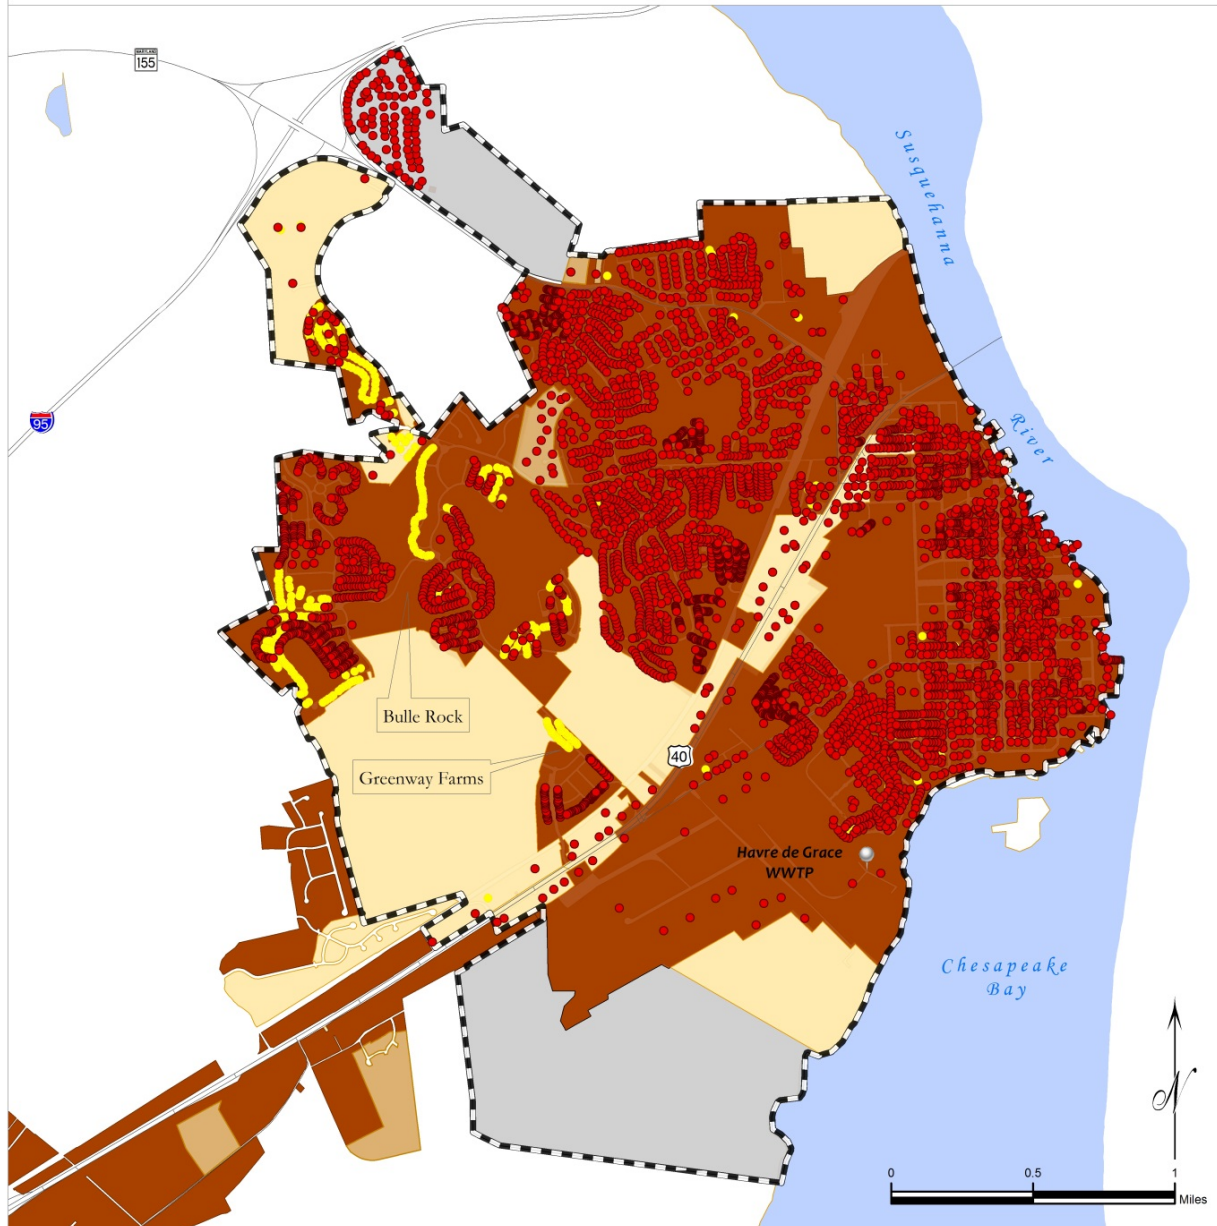 MARYLAND
155
Susquehanna
River
95
Bulle Rock
40
Greenway Farms
Havre de Grace
WWTP
Chesapeake
Bay
N
0 0.5 1
Miles